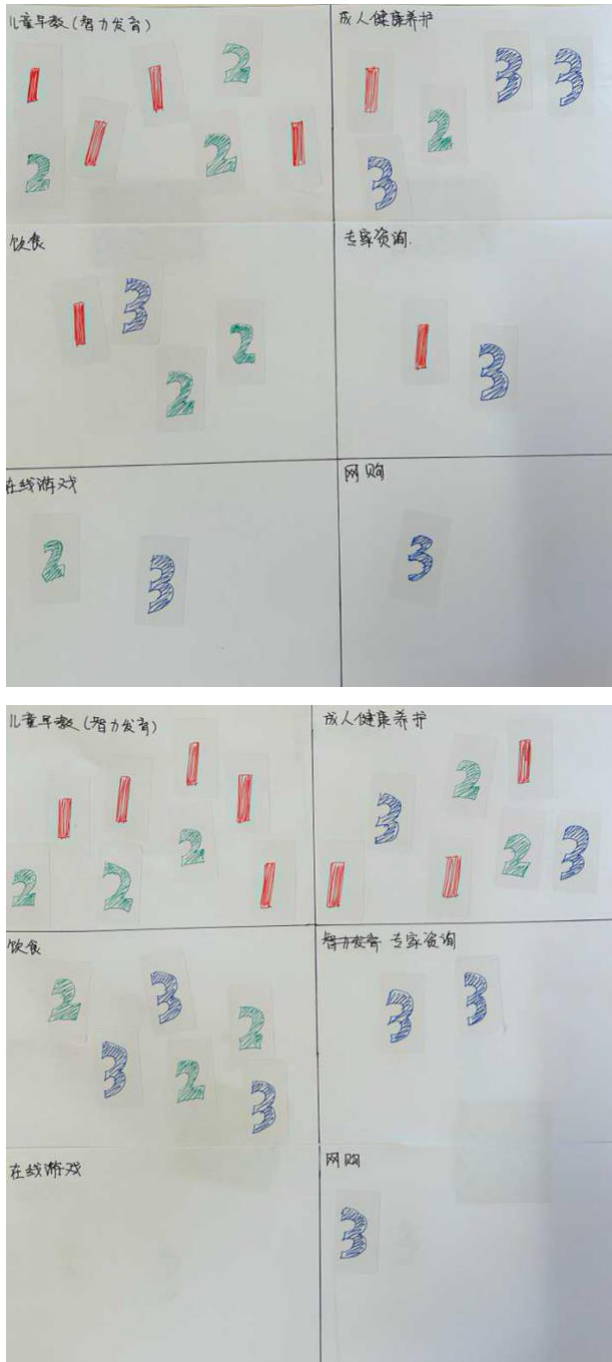 儿童早教(智力发育)
1 1 2
2 1 2 1
成人健康养护
1 3 3
2
3
饮食
1 3 2
2
专家资询.
1 3
在线游戏
2 3
网购
3
儿童早教(智力发育)
1 1 1 1
2 2 2 1
成人健康养护
3 2 1
1 1 2 3
饮食
2 3 2
3 2 3
智力发育 专家资询
3 3
在线游戏
网购
3